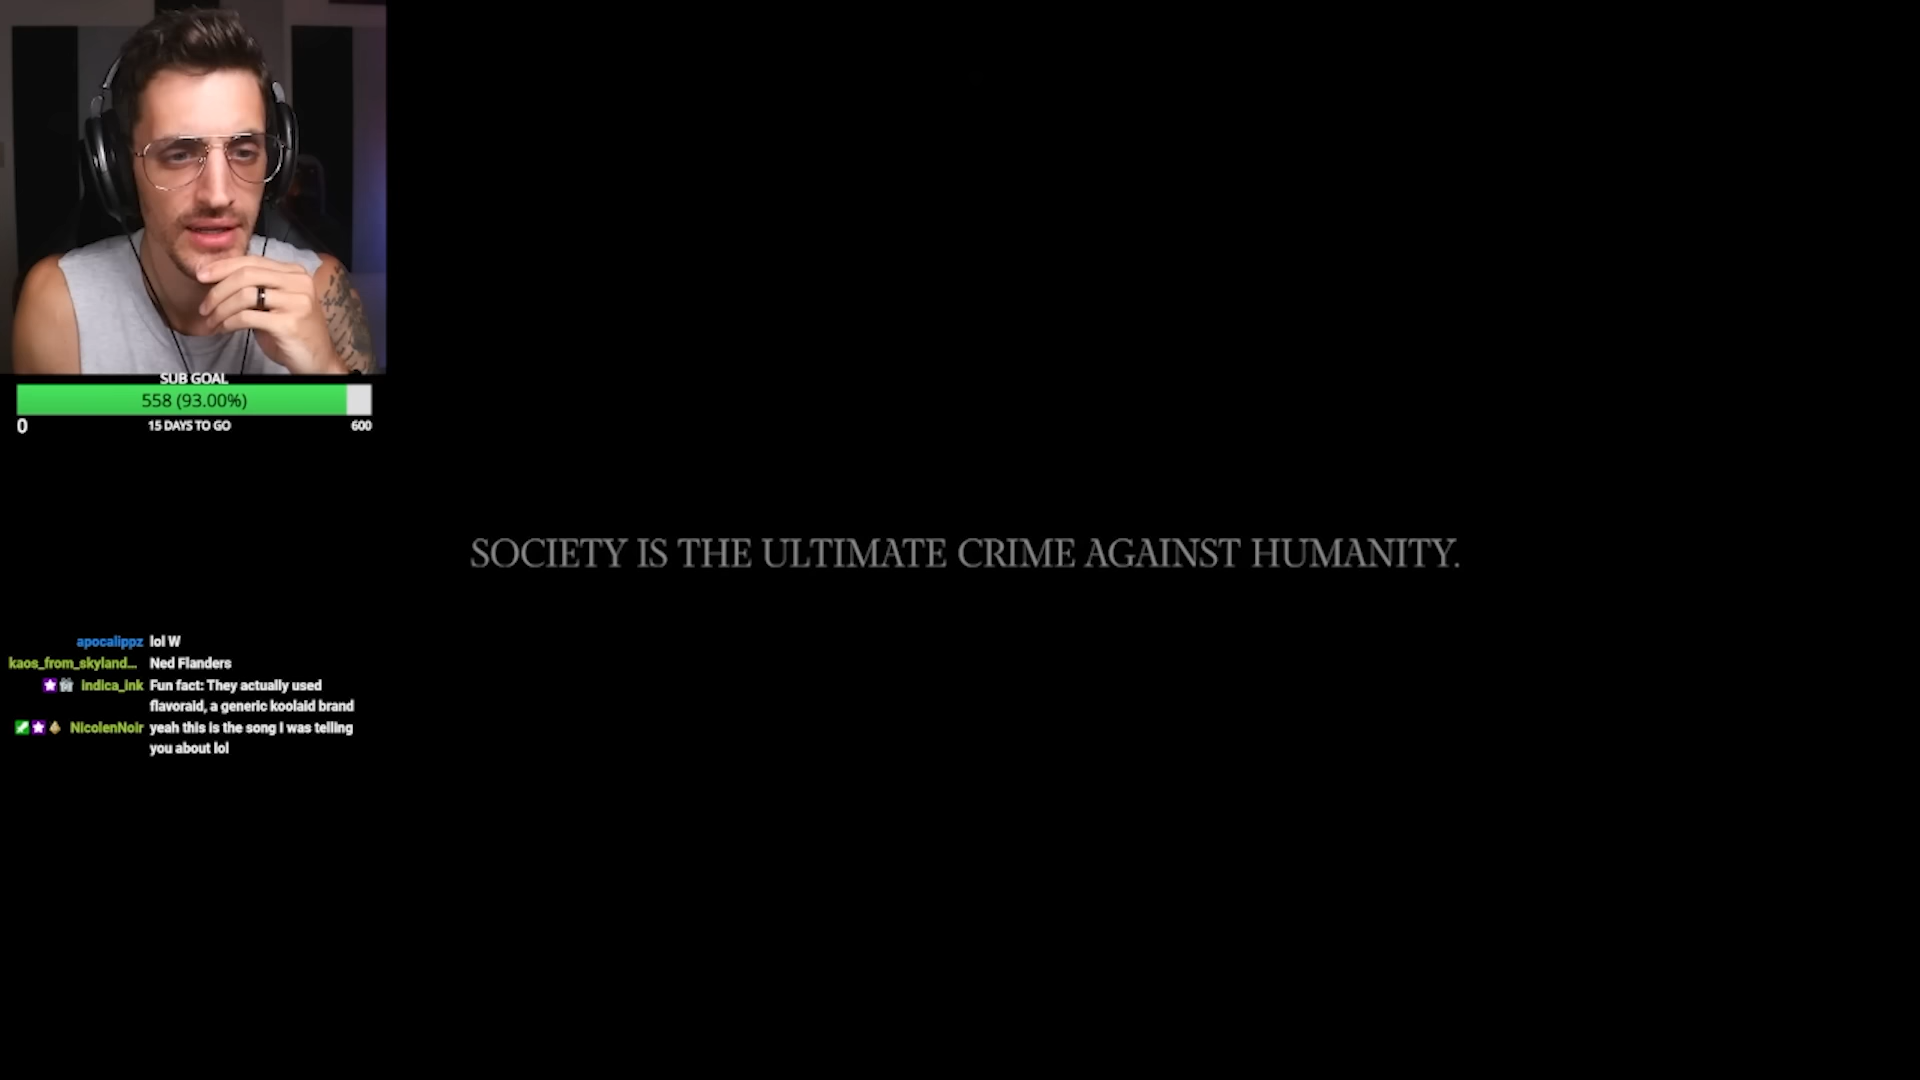 SUB GOAL
558 (93.00%)
0 15 DAYS TO GO 600
SOCIETY IS THE ULTIMATE CRIME AGAINST HUMANITY.
apocalippz lol W
kaos_from_skyland... Ned Flanders
indica_ink Fun fact: They actually used
flavoraid, a generic koolaid brand
NicolenNoir yeah this is the song I was telling
you about lol